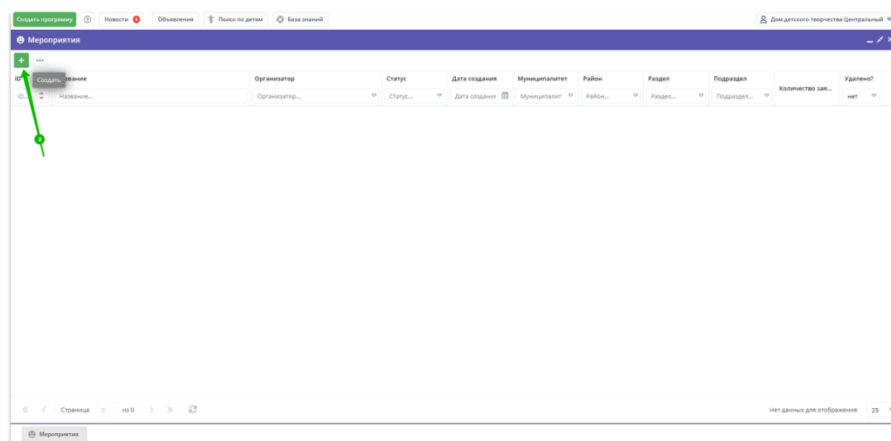 Создать программу
Новости
Объявления
Поиск по детям
База знаний
Дом детского творчества Центральный
Мероприятия
Создать
Организатор
Статус
Дата создания
Муниципалитет
Район
Раздел
Подраздел
Количество зая...
Удалено?
Название...
Организатор...
Статус...
Дата создания
Муниципалит
Район...
Раздел...
Подраздел...
нет
Страница 0 из 0
Нет данных для отображения
25
Мероприятия